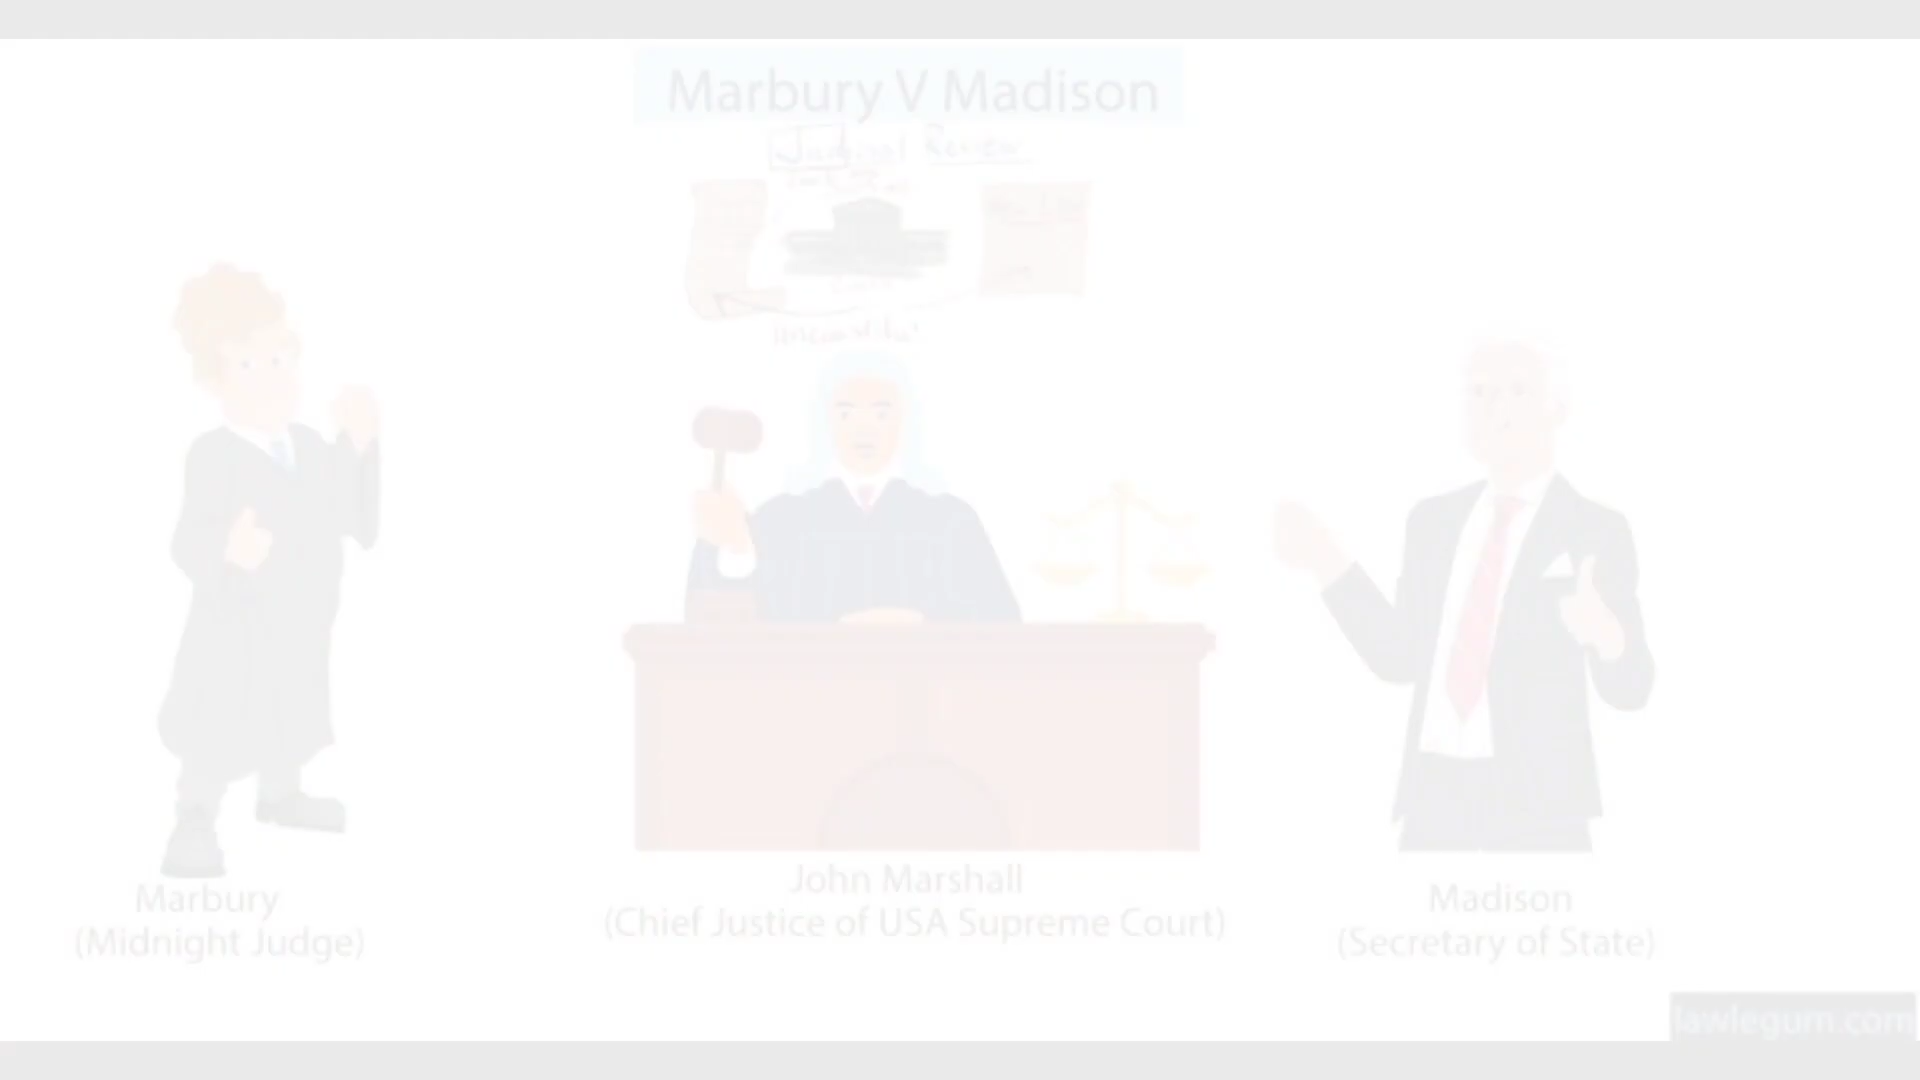 Marbury V Madison
Judicial Review
John Marshall
(Chief Justice of USA Supreme Court)
Marbury
(Midnight Judge)
Madison
(Secretary of State)
lawlegum.com